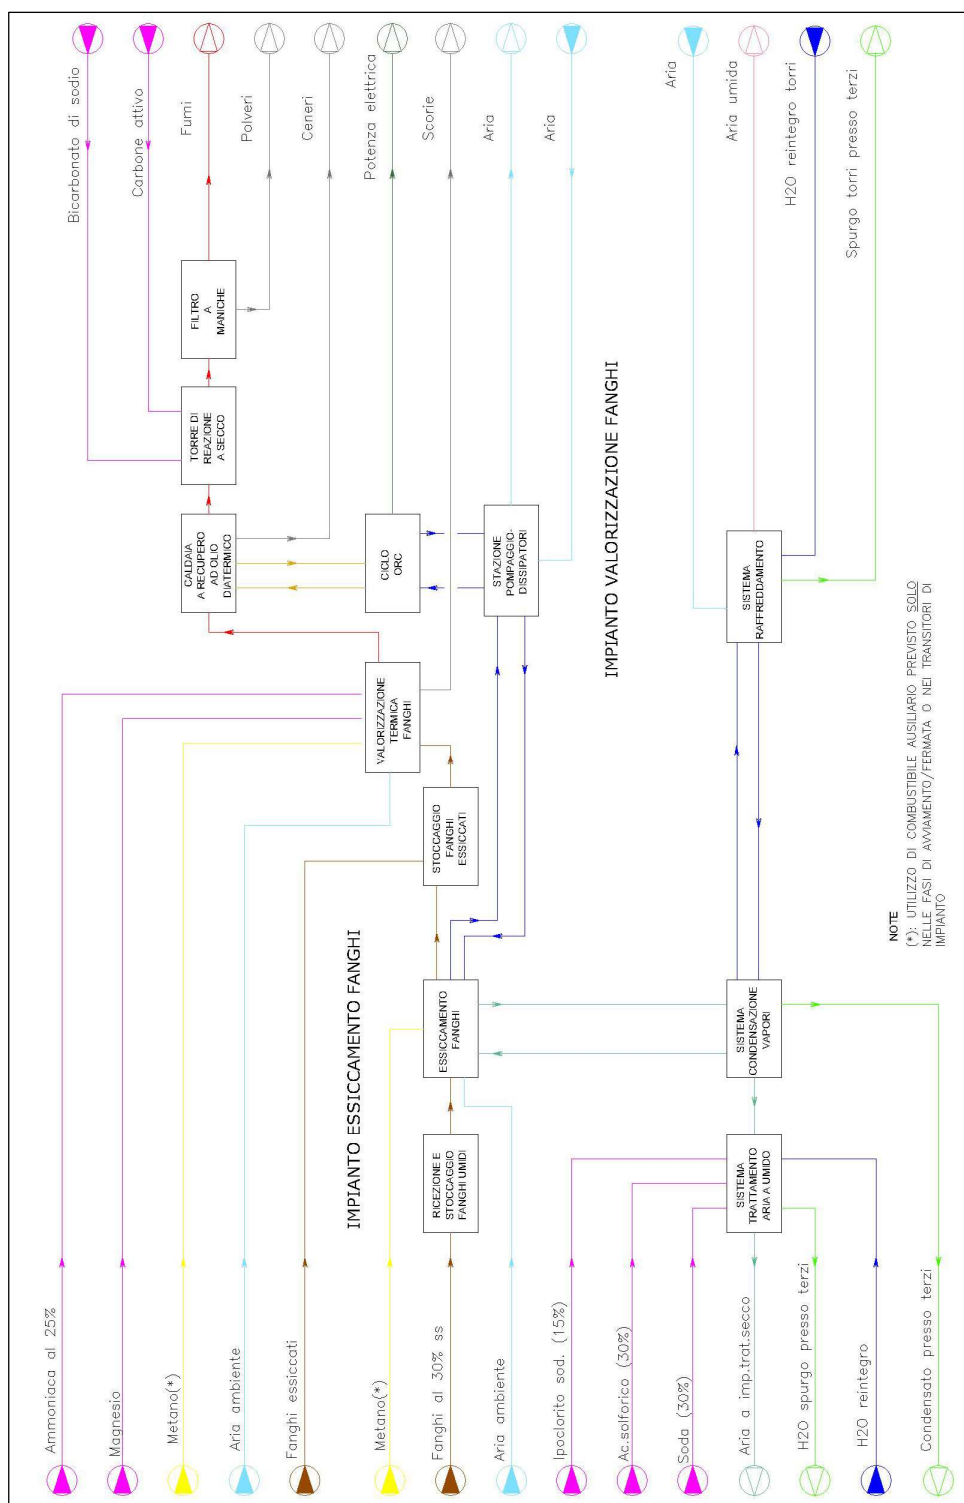 Bicarbonato di sodio
Carbone attivo
Fumi
Polveri
Ceneri
Potenza elettrica
Scorie
Aria
Aria
Aria
Aria umida
H2O reintegro torri
Spurgo torri presso terzi
FILTRO
A
MANICHE
TORRE DI
REAZIONE
A SECCO
CALDAIA
A RECUPERO
AD OLIO
DIATERMICO
CICLO
ORC
STAZIONE
POMPAGGIO-
DISSIPATORI
IMPIANTO VALORIZZAZIONE FANGHI
SISTEMA
RAFFREDDAMENTO
VALORIZZAZIONE
TERMICA
FANGHI
STOCCAGGIO
FANGHI
ESSICCATI
IMPIANTO ESSICCAMENTO FANGHI
ESSICCAMENTO
FANGHI
SISTEMA
CONDENSAZIONE
VAPORI
RICEZIONE E
STOCCAGGIO
FANGHI UMIDI
SISTEMA
TRATTAMENTO
ARIA A UMIDO
NOTE
(*): UTILIZZO DI COMBUSTIBILE AUSILIARIO PREVISTO SOLO
NELLE FASI DI AVVIAMENTO/FERMATA O NEI TRANSITORI DI
IMPIANTO
Ammoniaca al 25%
Magnesio
Metano(*)
Aria ambiente
Fanghi essiccati
Metano(*)
Fanghi al 30% ss
Aria ambiente
Ipoclorito sod. (15%)
Ac.solforico (30%)
Soda (30%)
Aria a imp.trat.secco
H2O spurgo presso terzi
H2O reintegro
Condensato presso terzi